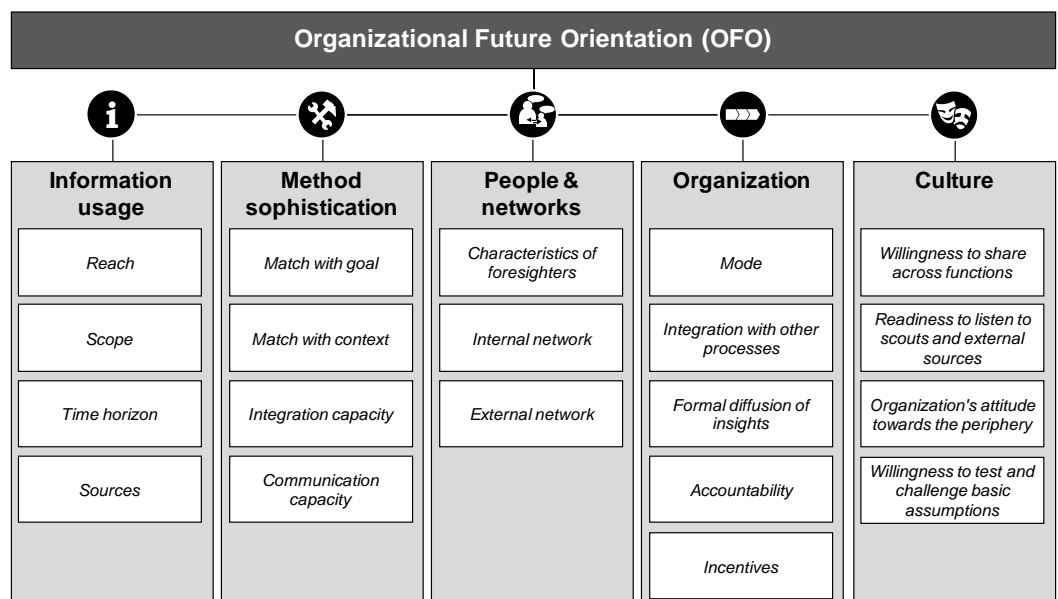 Organizational Future Orientation (OFO)
i
Information
usage
Reach
Scope
Time horizon
Sources
Method
sophistication
Match with goal
Match with context
Integration capacity
Communication
capacity
People &
networks
Characteristics of
foresighters
Internal network
External network
Organization
Mode
Integration with other
processes
Formal diffusion of
insights
Accountability
Incentives
Culture
Willingness to share
across functions
Readiness to listen to
scouts and external
sources
Organization's attitude
towards the periphery
Willingness to test and
challenge basic
assumptions